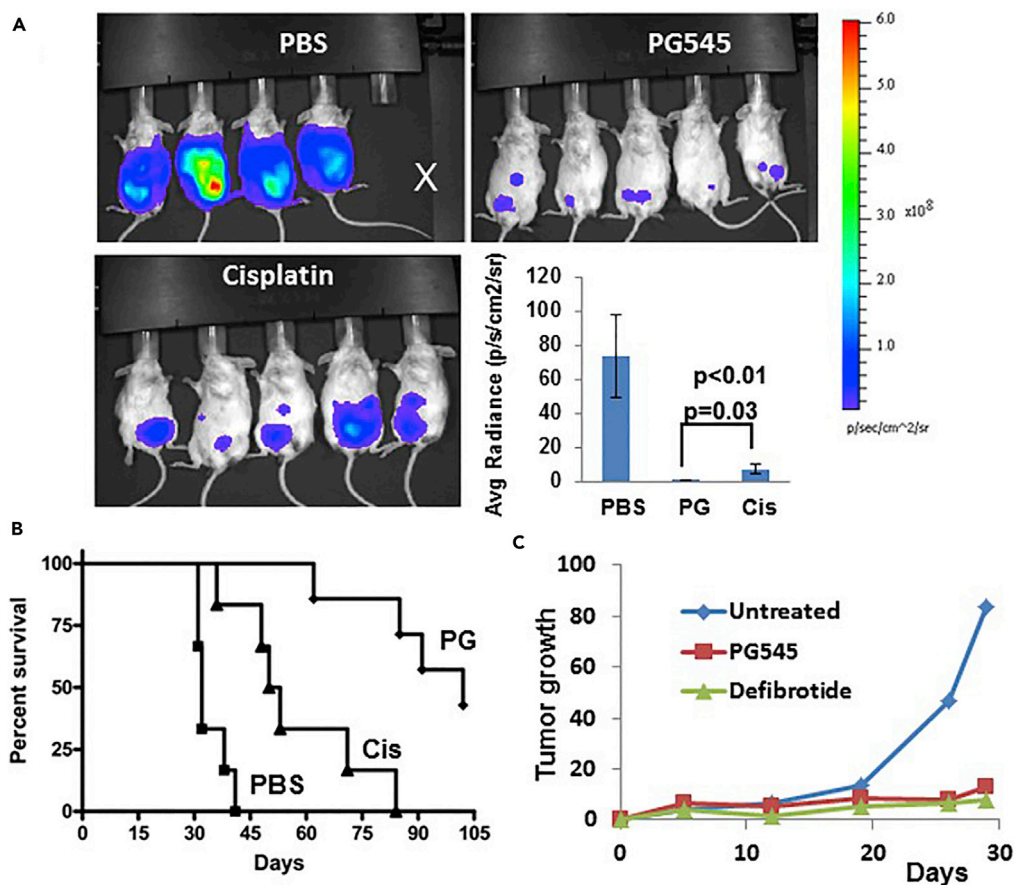 A
PBS
X
PG545
6.0
5.0
4.0
3.0
x10⁸
2.0
1.0
p/sec/cm^2/sr
Cisplatin
Avg Radiance (p/s/cm2/sr)
120
100
80
60
40
20
0
p<0.01
p=0.03
PBS PG Cis
B
Percent survival
100
75
50
25
0
PG
Cis
PBS
0 15 30 45 60 75 90 105
Days
C
Tumor growth
100
80
60
40
20
0
Untreated
PG545
Defibrotide
0 10 20 30
Days